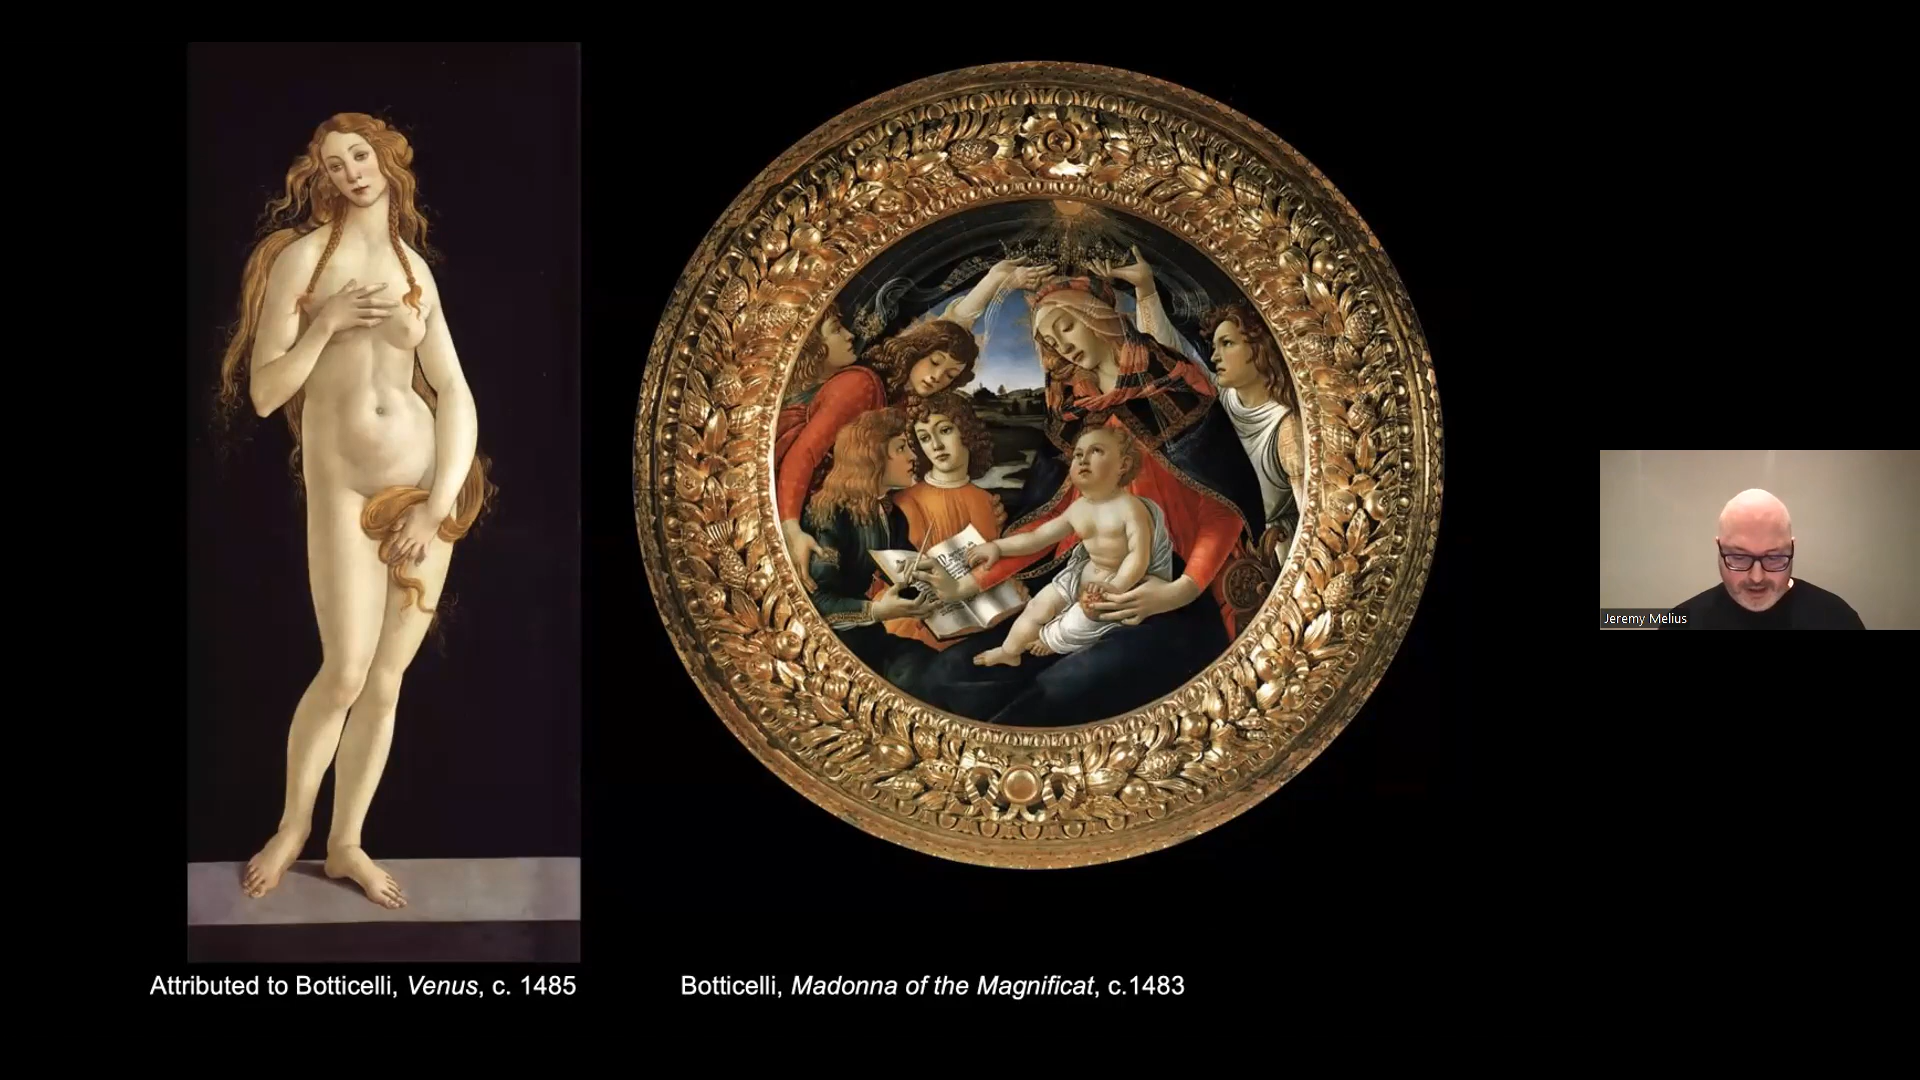 Attributed to Botticelli, Venus, c. 1485
Botticelli, Madonna of the Magnificat, c.1483
Jeremy Melius